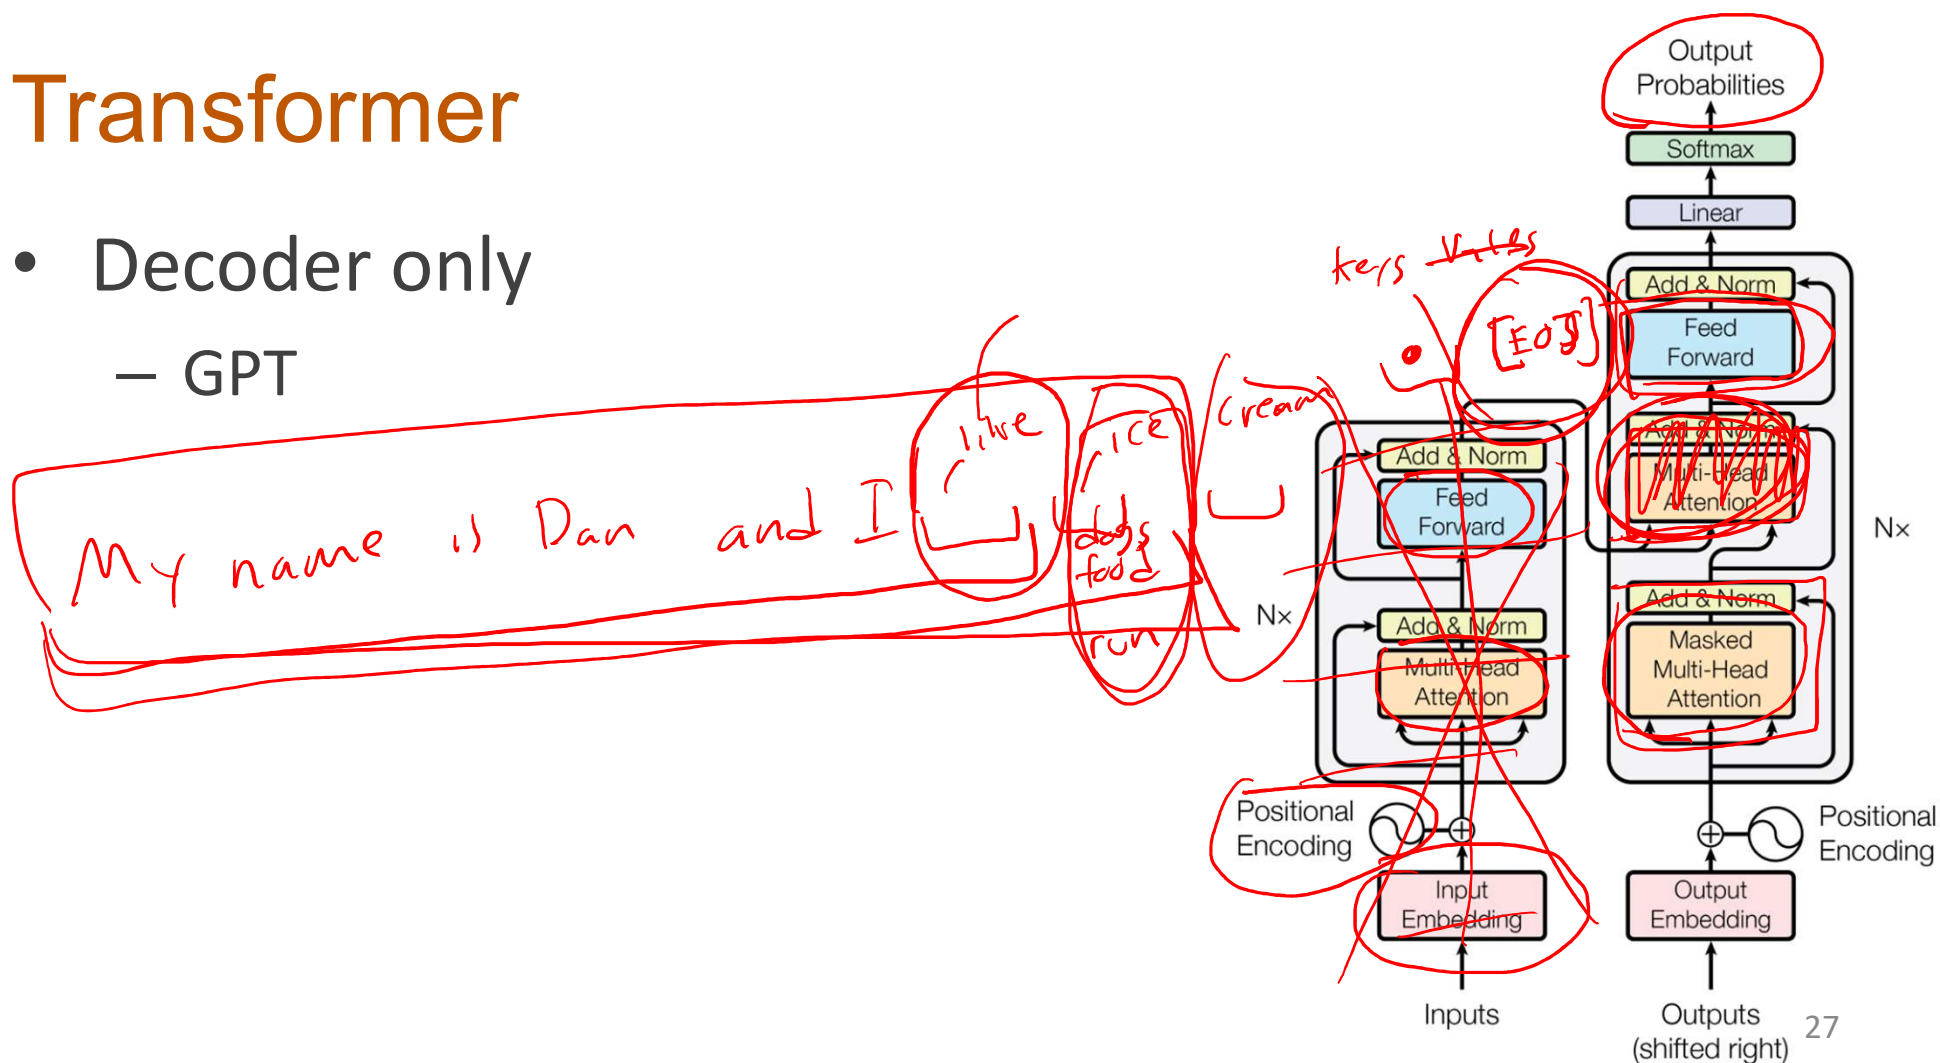 Transformer
• Decoder only
– GPT
My name is Dan and I like ice cream
dogs
food
run
keys
[EOS]
Output
Probabilities
Softmax
Linear
Add & Norm
Feed
Forward
Add & Norm
Multi-Head
Attention
Add & Norm
Masked
Multi-Head
Attention
Nx
Positional
Encoding
Output
Embedding
Outputs
(shifted right)
Add & Norm
Feed
Forward
Add & Norm
Multi-Head
Attention
Nx
Positional
Encoding
Input
Embedding
Inputs
27